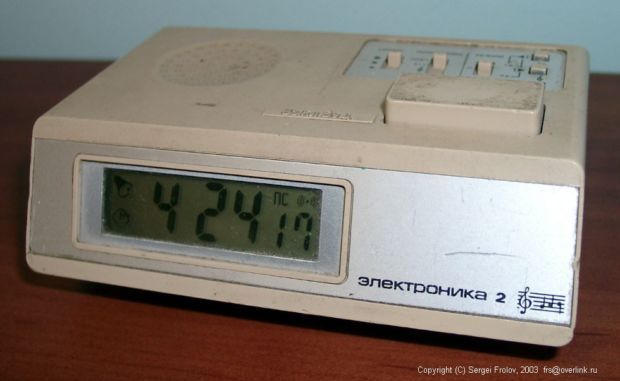 4 24 17 ПС
электроника 2
Copyright (C) Sergei Frolov, 2003 frs@overlink.ru